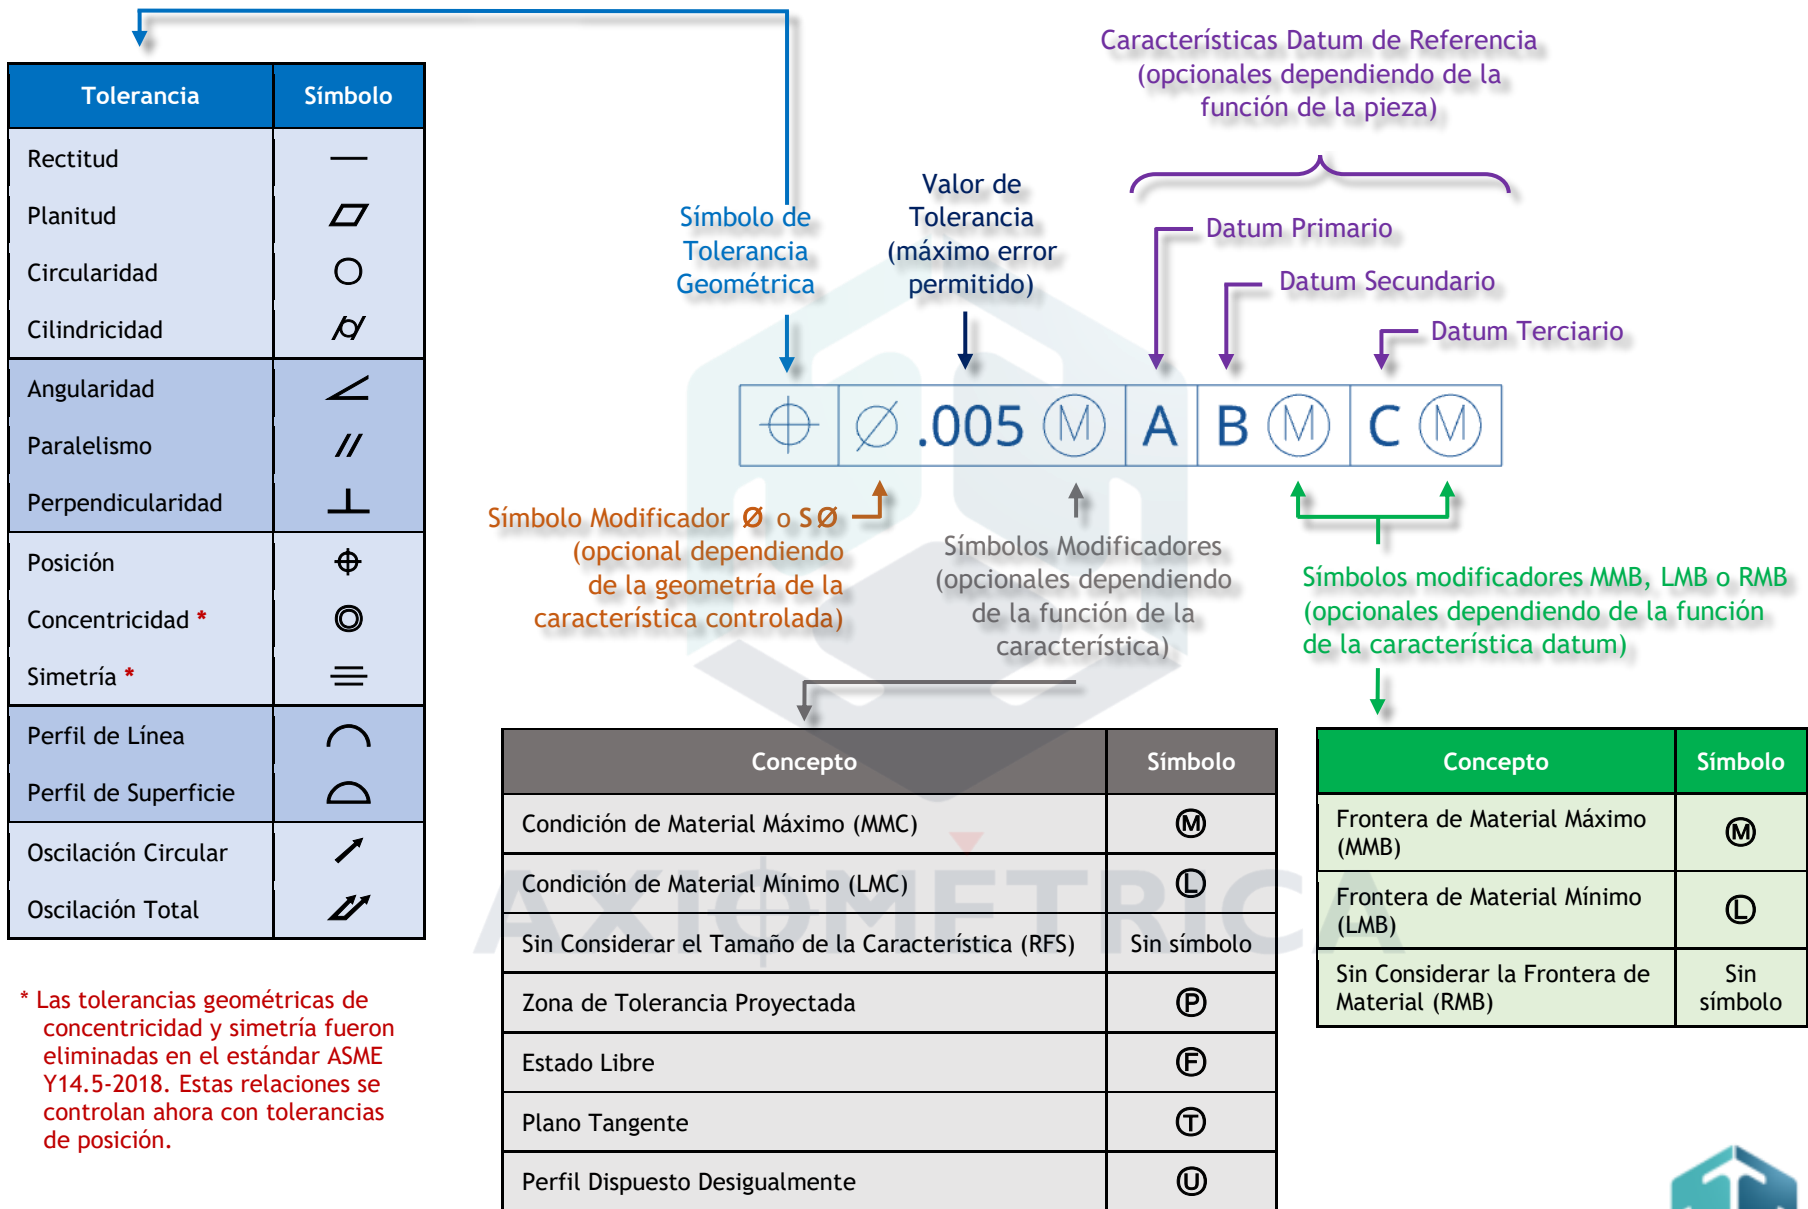 Tolerancia Símbolo
Rectitud —
Planitud ⏥
Circularidad ○
Cilindricidad ⌭
Angularidad ∠
Paralelismo //
Perpendicularidad ⊥
Posición ⌖
Concentricidad * ◎
Simetría * ⌯
Perfil de Línea ⌒
Perfil de Superficie ⌓
Oscilación Circular ↗
Oscilación Total ⌰
* Las tolerancias geométricas de
concentricidad y simetría fueron
eliminadas en el estándar ASME
Y14.5-2018. Estas relaciones se
controlan ahora con tolerancias
de posición.
Símbolo de
Tolerancia
Geométrica
Valor de
Tolerancia
(máximo error
permitido)
Características Datum de Referencia
(opcionales dependiendo de la
función de la pieza)
Datum Primario
Datum Secundario
Datum Terciario
⌖ Ø .005 Ⓜ A B Ⓜ C Ⓜ
Símbolo Modificador Ø o SØ
(opcional dependiendo
de la geometría de la
característica controlada)
Símbolos Modificadores
(opcionales dependiendo
de la función de la
característica)
Símbolos modificadores MMB, LMB o RMB
(opcionales dependiendo de la función
de la característica datum)
Concepto Símbolo
Condición de Material Máximo (MMC) Ⓜ
Condición de Material Mínimo (LMC) Ⓛ
Sin Considerar el Tamaño de la Característica (RFS) Sin símbolo
Zona de Tolerancia Proyectada Ⓟ
Estado Libre Ⓕ
Plano Tangente Ⓣ
Perfil Dispuesto Desigualmente Ⓤ
Concepto Símbolo
Frontera de Material Máximo
(MMB) Ⓜ
Frontera de Material Mínimo
(LMB) Ⓛ
Sin Considerar la Frontera de
Material (RMB)
Sin
símbolo
AXIOMETRICA